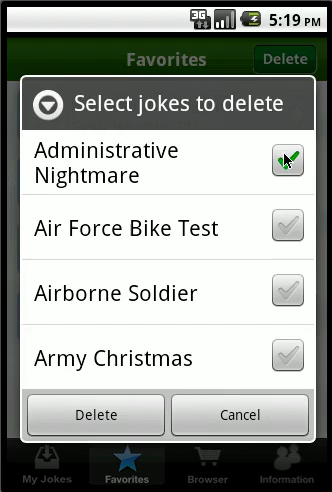 3G
5:19 PM
Favorites
Delete
Select jokes to delete
Administrative
Nightmare
Air Force Bike Test
Airborne Soldier
Army Christmas
Delete
Cancel
My Jokes
Favorites
Browser
Information